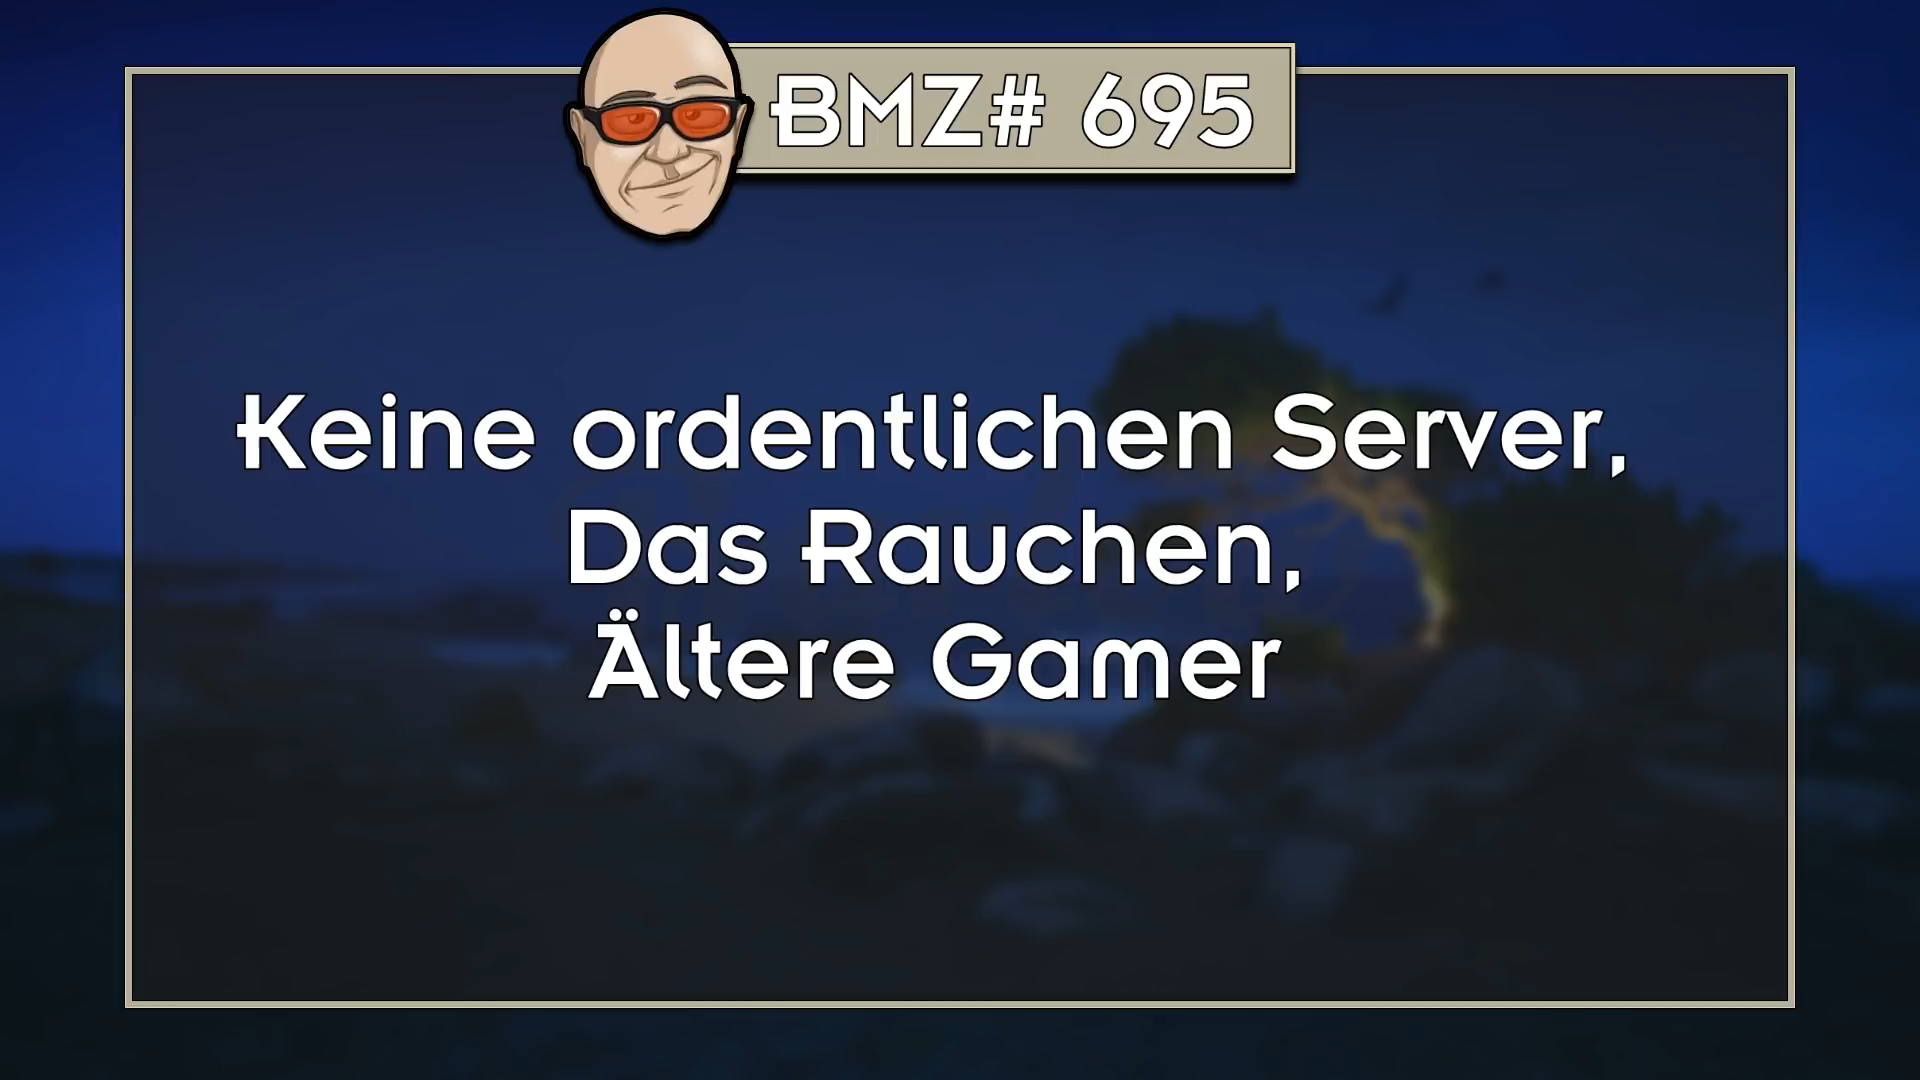 BMZ# 695
Keine ordentlichen Server,
Das Rauchen,
Ältere Gamer